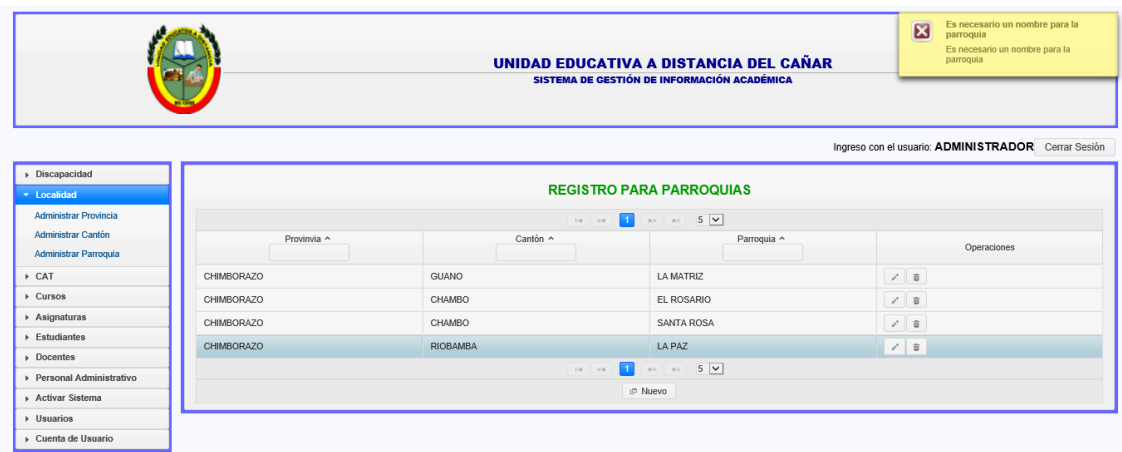 Es necesario un nombre para la
parroquia
Es necesario un nombre para la
parroquia
UNIDAD EDUCATIVA A DISTANCIA DEL CAÑAR
SISTEMA DE GESTIÓN DE INFORMACIÓN ACADÉMICA
Ingreso con el usuario: ADMINISTRADOR Cerrar Sesión
Discapacidad
Localidad
Administrar Provincia
Administrar Cantón
Administrar Parroquia
CAT
Cursos
Asignaturas
Estudiantes
Docentes
Personal Administrativo
Activar Sistema
Usuarios
Cuenta de Usuario
REGISTRO PARA PARROQUIAS
1 5
Provinvia Cantón Parroquia Operaciones
CHIMBORAZO GUANO LA MATRIZ
CHIMBORAZO CHAMBO EL ROSARIO
CHIMBORAZO CHAMBO SANTA ROSA
CHIMBORAZO RIOBAMBA LA PAZ
1 5
Nuevo